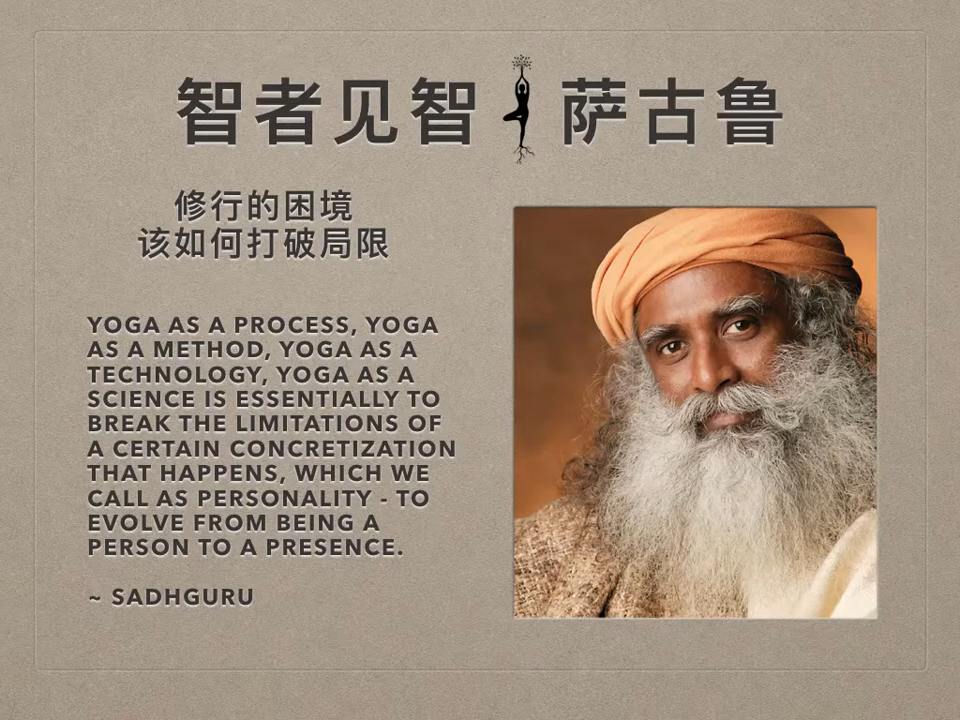 智者见智 萨古鲁
修行的困境
该如何打破局限
YOGA AS A PROCESS, YOGA
AS A METHOD, YOGA AS A
TECHNOLOGY, YOGA AS A
SCIENCE IS ESSENTIALLY TO
BREAK THE LIMITATIONS OF
A CERTAIN CONCRETIZATION
THAT HAPPENS, WHICH WE
CALL AS PERSONALITY - TO
EVOLVE FROM BEING A
PERSON TO A PRESENCE.
~ SADHGURU